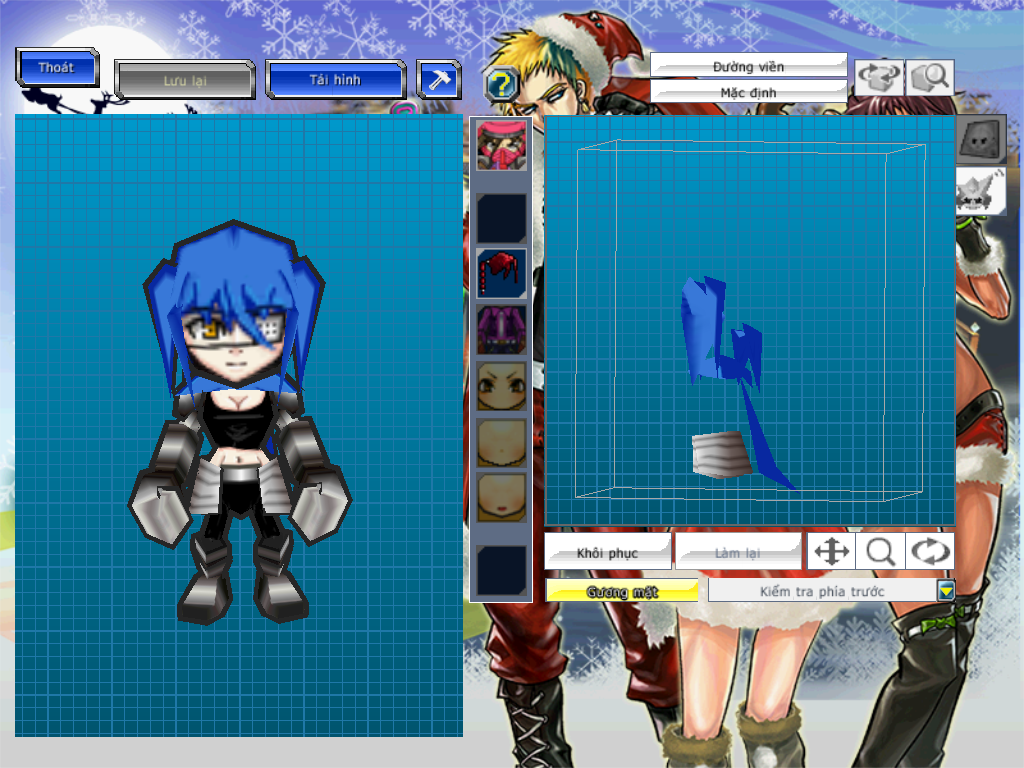 Thoát
Lưu lại
Tải hình
?
Đường viền
Mặc định
Khôi phục
Làm lại
Gương mặt
Kiểm tra phía trước